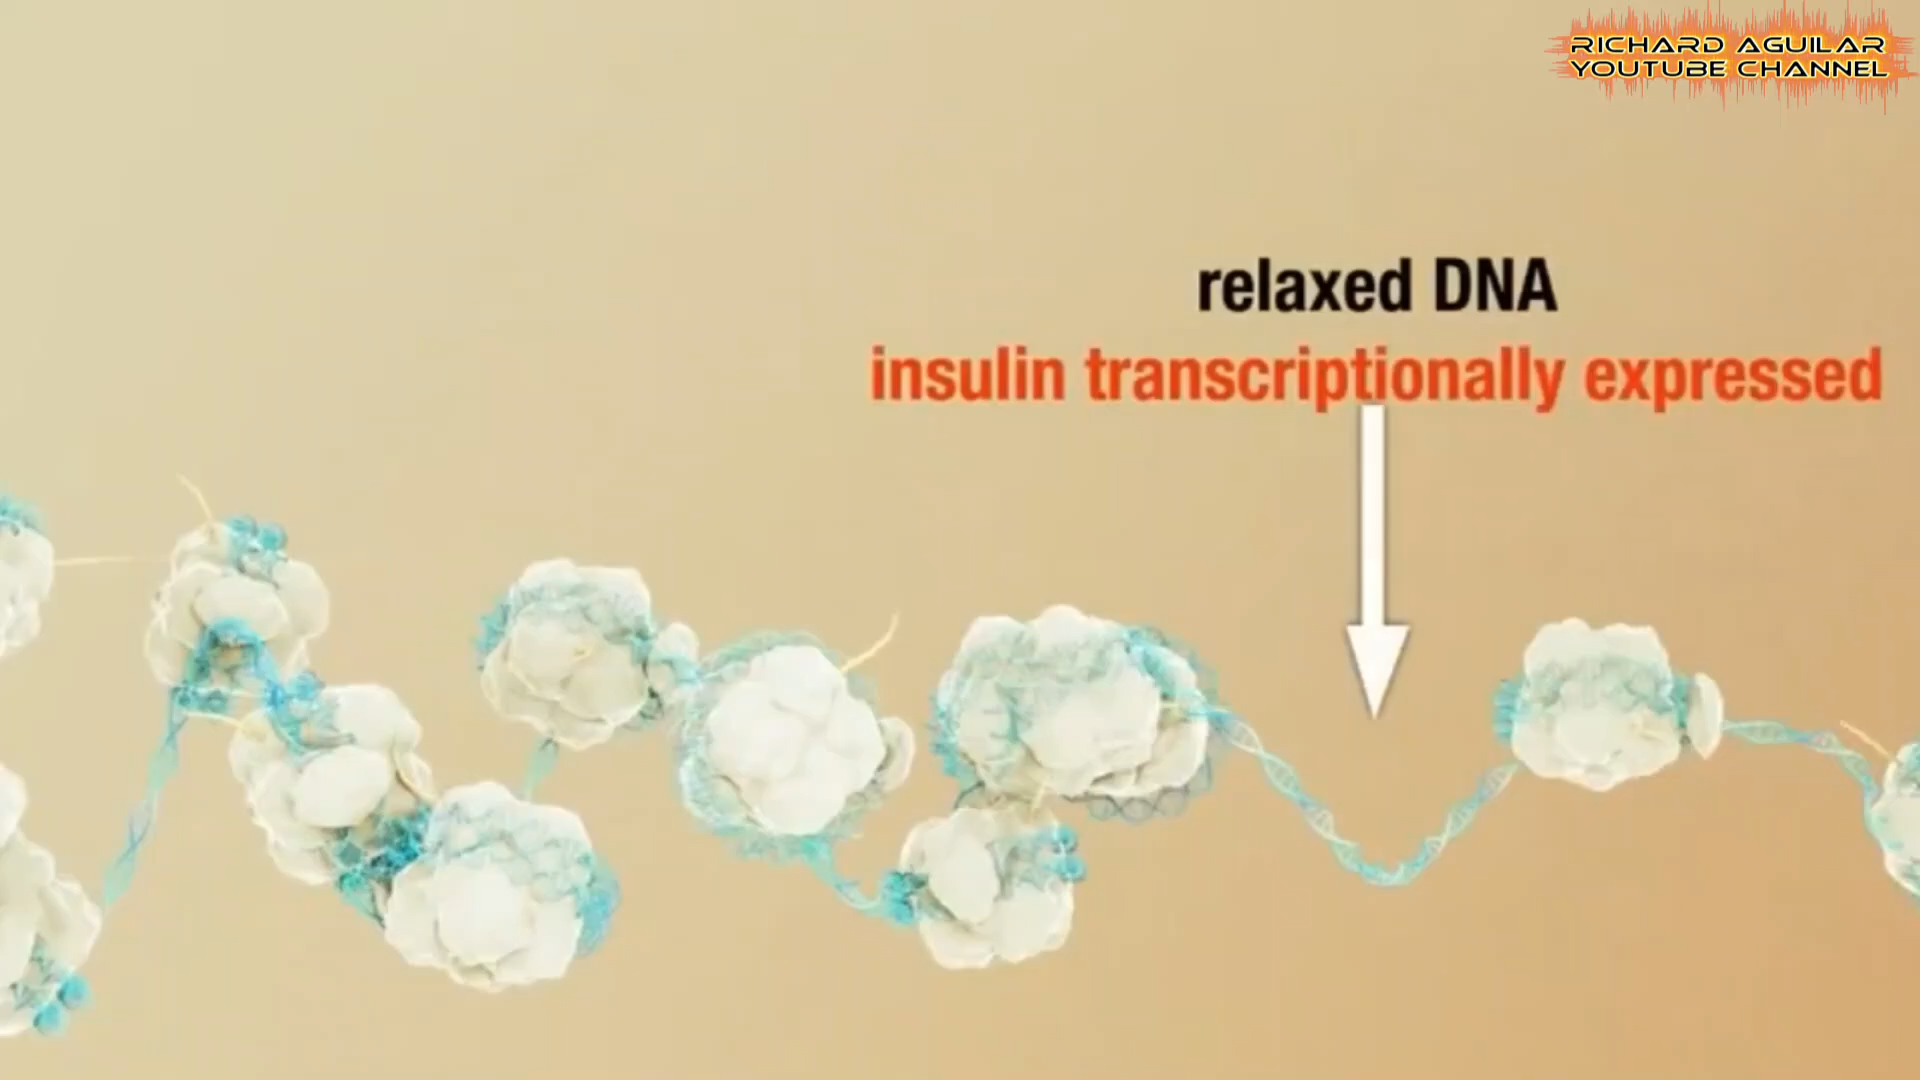 RICHARD AGUILAR
YOUTUBE CHANNEL
relaxed DNA
insulin transcriptionally expressed